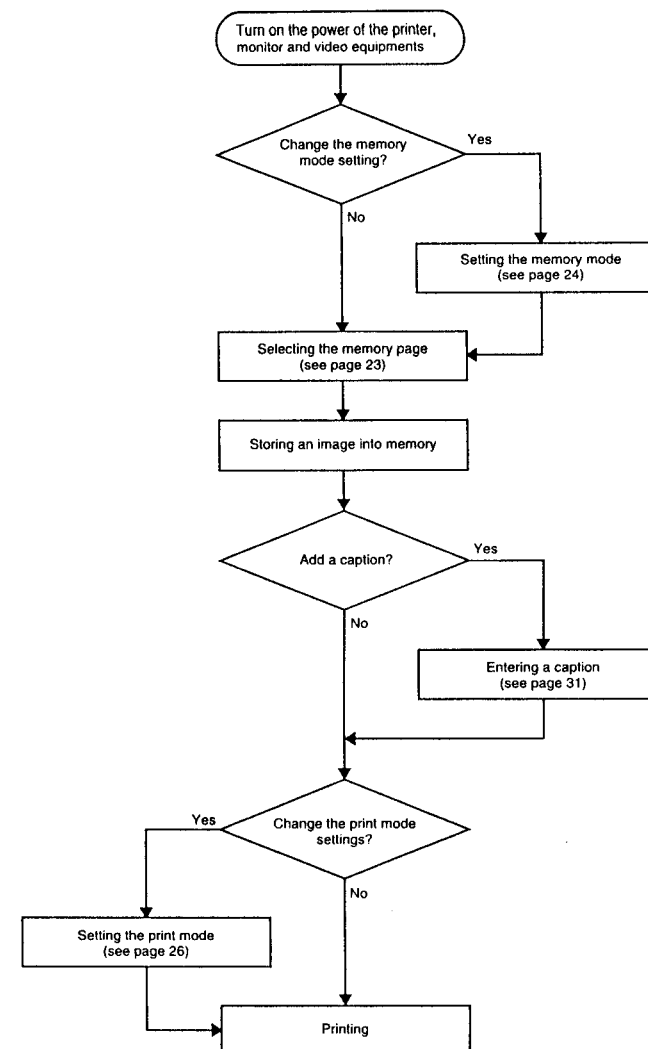 Turn on the power of the printer,
monitor and video equipments
Change the memory
mode setting?
Yes
No
Setting the memory mode
(see page 24)
Selecting the memory page
(see page 23)
Storing an image into memory
Add a caption?
Yes
No
Entering a caption
(see page 31)
Change the print mode
settings?
Yes
No
Setting the print mode
(see page 26)
Printing